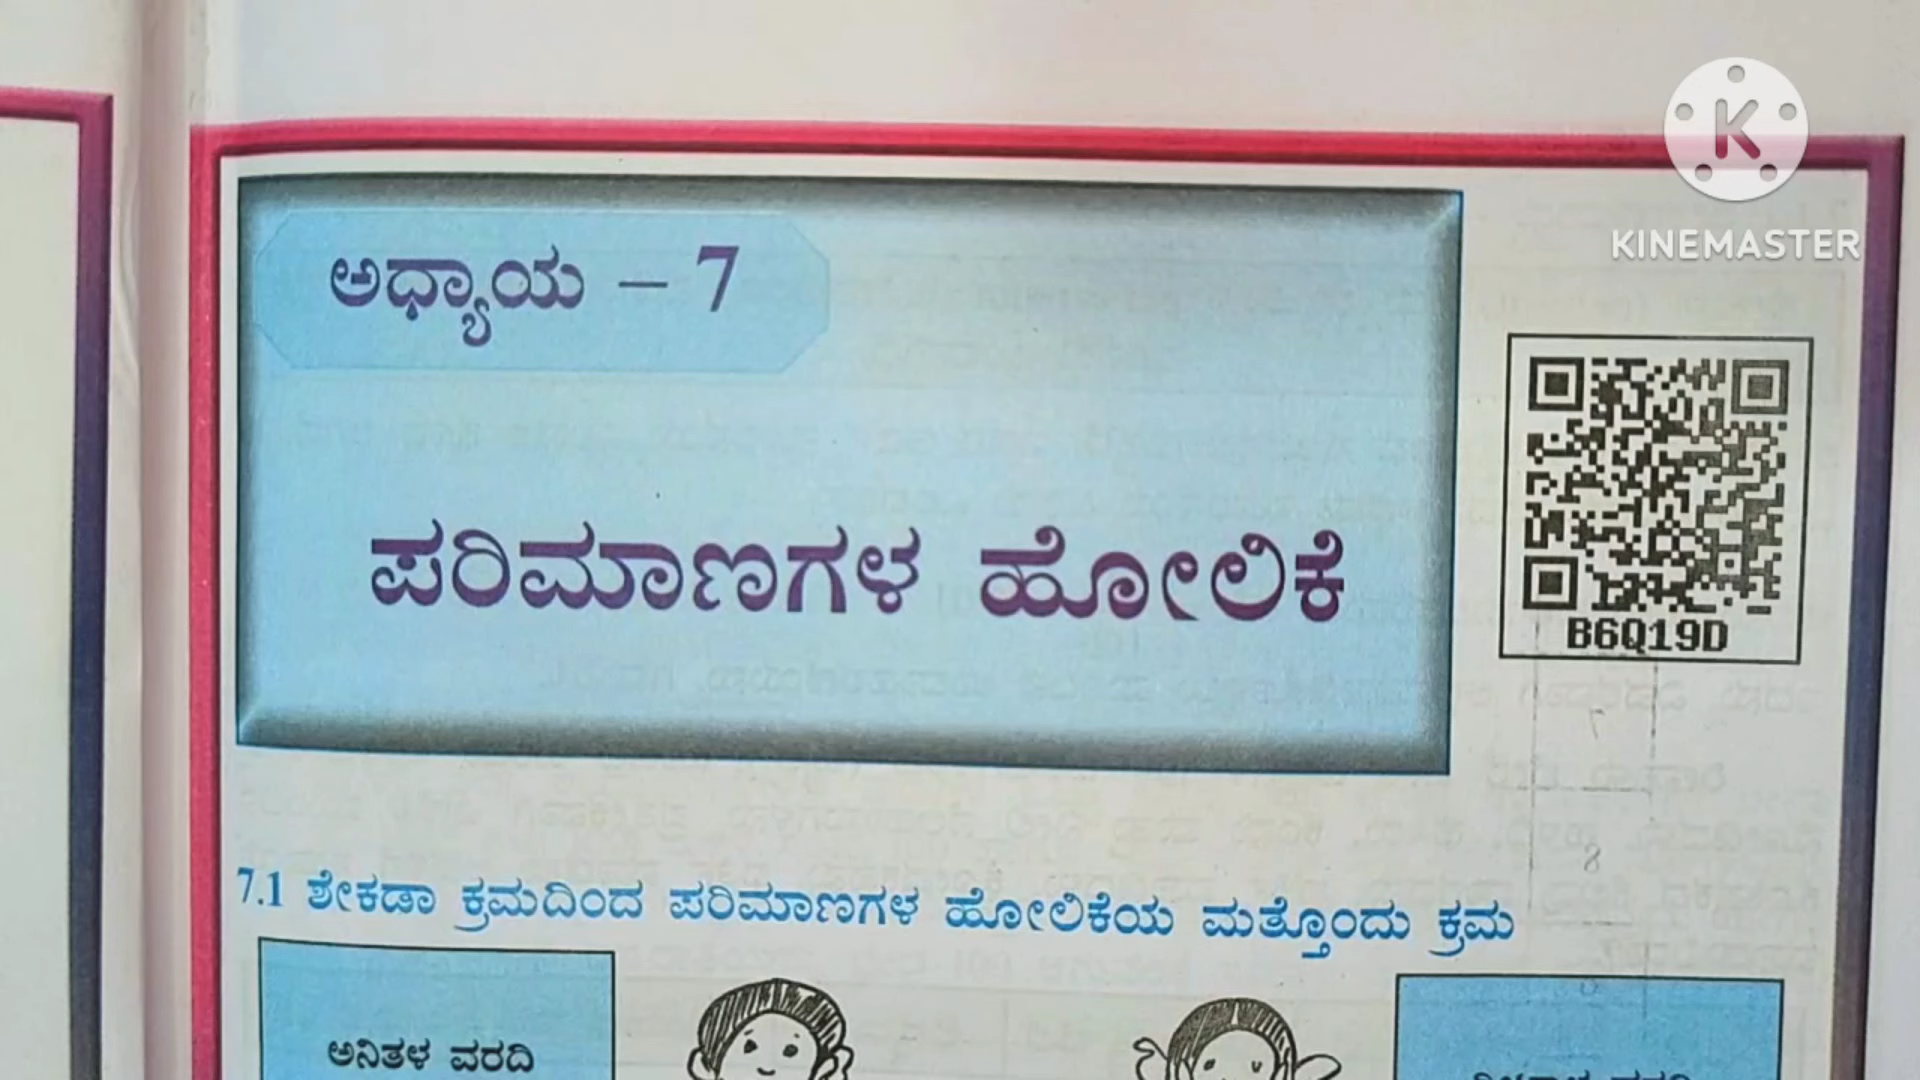 KINEMASTER
ಅಧ್ಯಾಯ – 7
ಪರಿಮಾಣಗಳ ಹೋಲಿಕೆ
B6Q19D
7.1 ಶೇಕಡಾ ಕ್ರಮದಿಂದ ಪರಿಮಾಣಗಳ ಹೋಲಿಕೆಯ ಮತ್ತೊಂದು ಕ್ರಮ
ಅನಿತಳ ವರದಿ